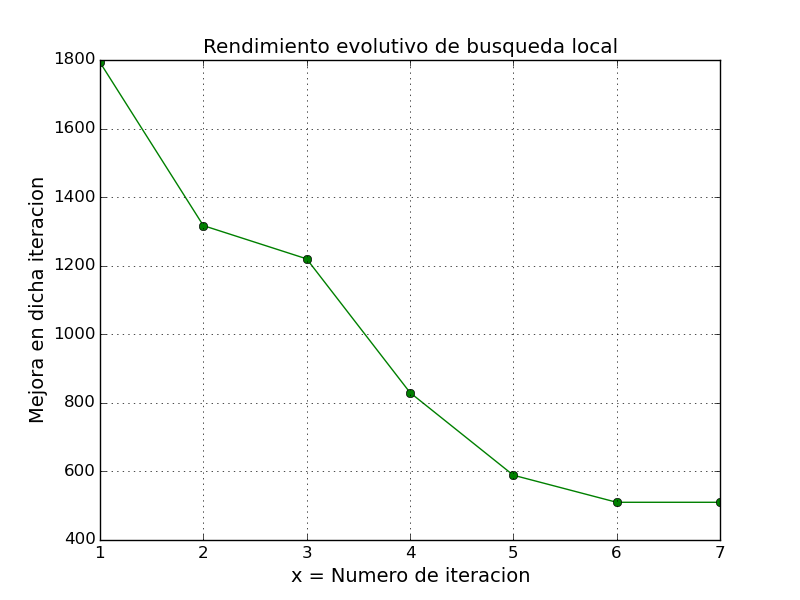 Rendimiento evolutivo de busqueda local
1800
1600
1400
1200
1000
800
600
400
Mejora en dicha iteracion
1 2 3 4 5 6 7
x = Numero de iteracion